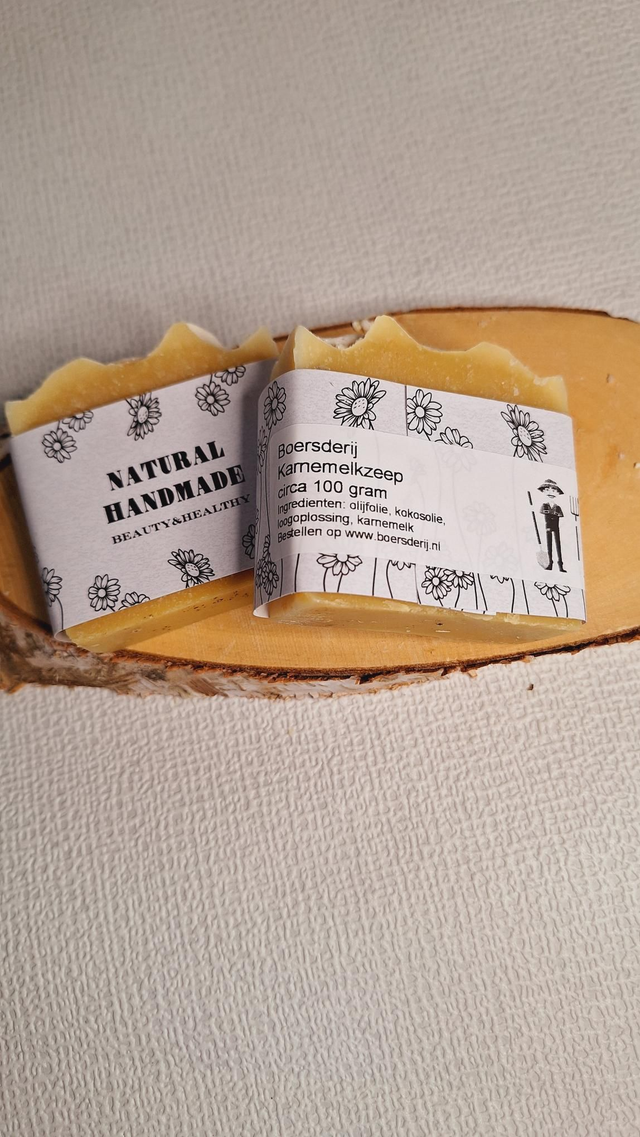 NATURAL
HANDMADE
BEAUTY&HEALTHY
Boersderij
Karnemelkzeep
circa 100 gram
Ingredienten: olijfolie, kokosolie,
loogoplossing, karnemelk
Bestellen op www.boersderij.nl